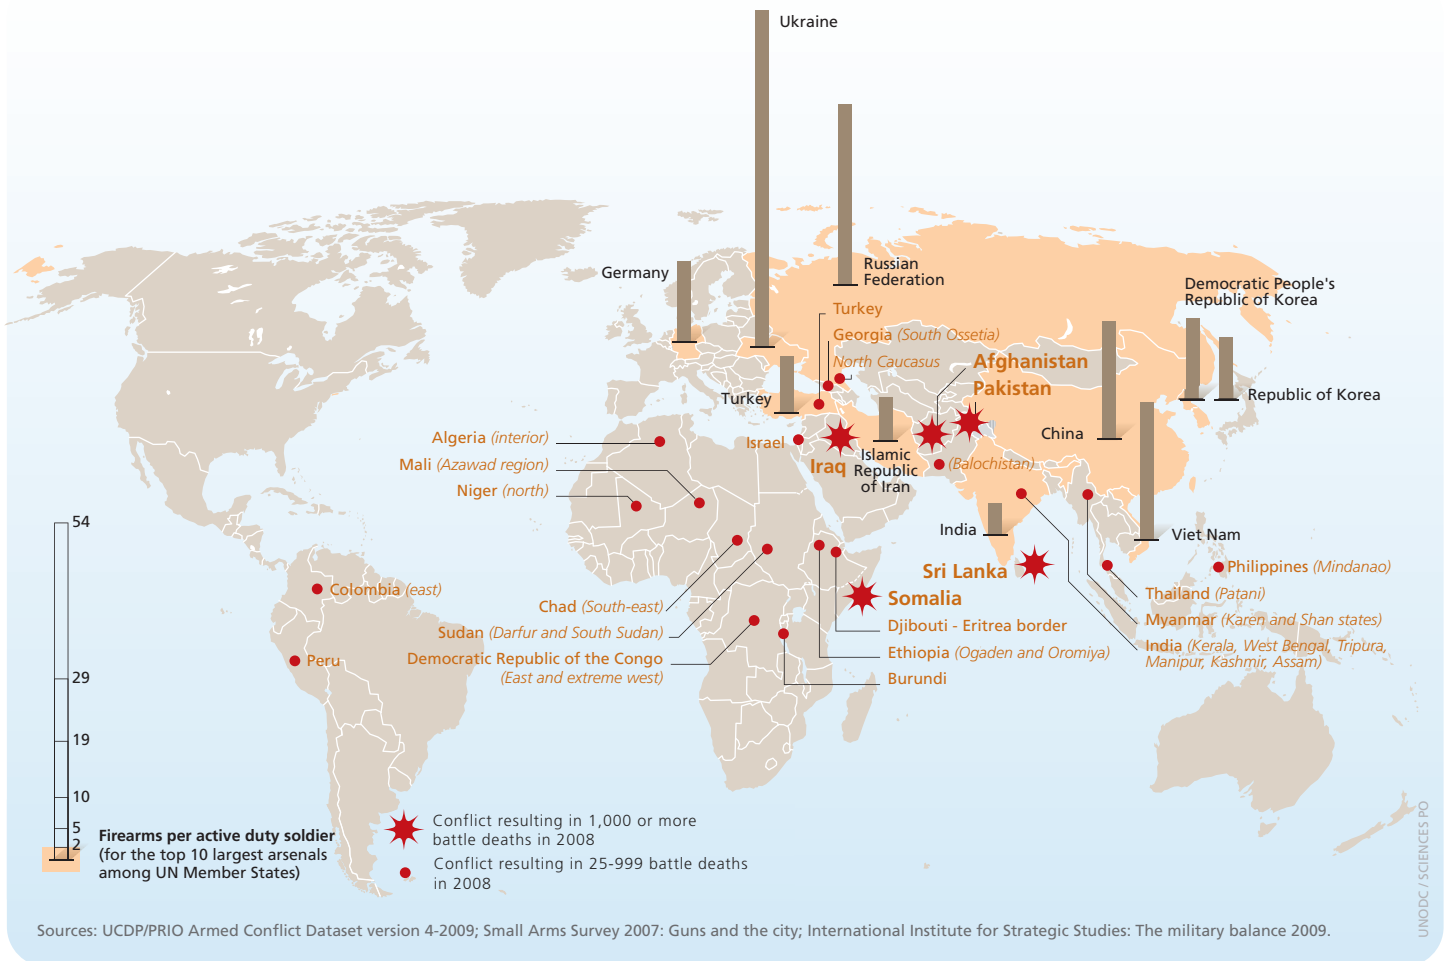 Ukraine
Germany
Russian
Federation
Democratic People's
Republic of Korea
Turkey
Georgia (South Ossetia)
North Caucasus
Afghanistan
Pakistan
Turkey
Republic of Korea
China
Algeria (interior)
Israel
Iraq
Islamic
Republic
of Iran
(Balochistan)
Mali (Azawad region)
Niger (north)
India
Viet Nam
Sri Lanka
Somalia
Philippines (Mindanao)
Thailand (Patani)
Myanmar (Karen and Shan states)
India (Kerala, West Bengal, Tripura,
Manipur, Kashmir, Assam)
Colombia (east)
Peru
Chad (South-east)
Sudan (Darfur and South Sudan)
Democratic Republic of the Congo
(East and extreme west)
Djibouti - Eritrea border
Ethiopia (Ogaden and Oromiya)
Burundi
54
29
19
10
5
2
Firearms per active duty soldier
(for the top 10 largest arsenals
among UN Member States)
Conflict resulting in 1,000 or more
battle deaths in 2008
Conflict resulting in 25-999 battle deaths
in 2008
UNODC / SCIENCES PO
Sources: UCDP/PRIO Armed Conflict Dataset version 4-2009; Small Arms Survey 2007: Guns and the city; International Institute for Strategic Studies: The military balance 2009.